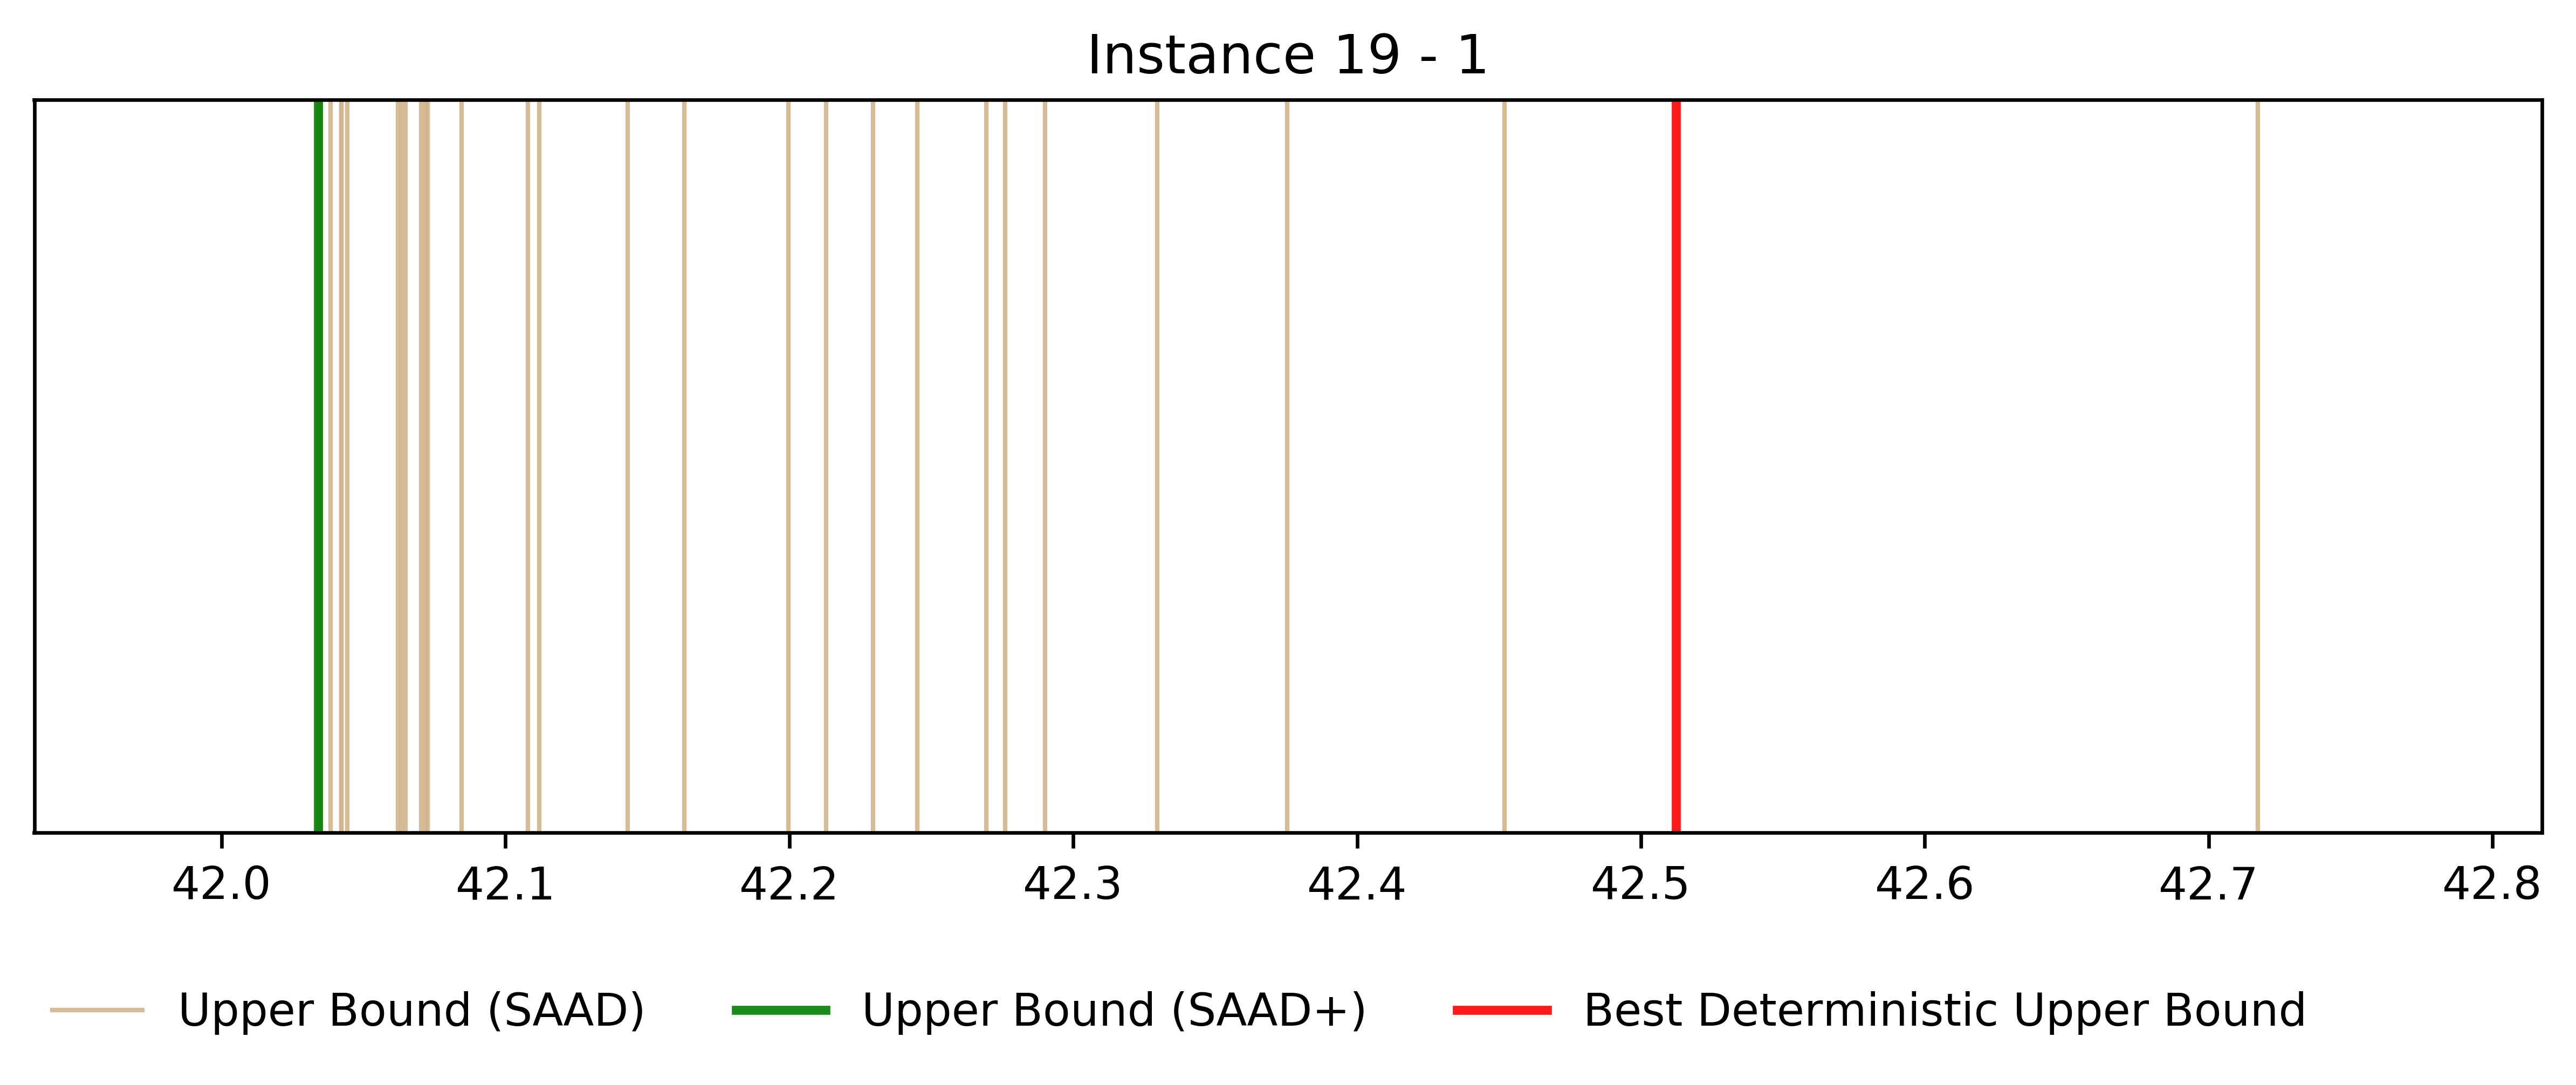 Instance 19 - 1
42.0 42.1 42.2 42.3 42.4 42.5 42.6 42.7 42.8
Upper Bound (SAAD) Upper Bound (SAAD+) Best Deterministic Upper Bound